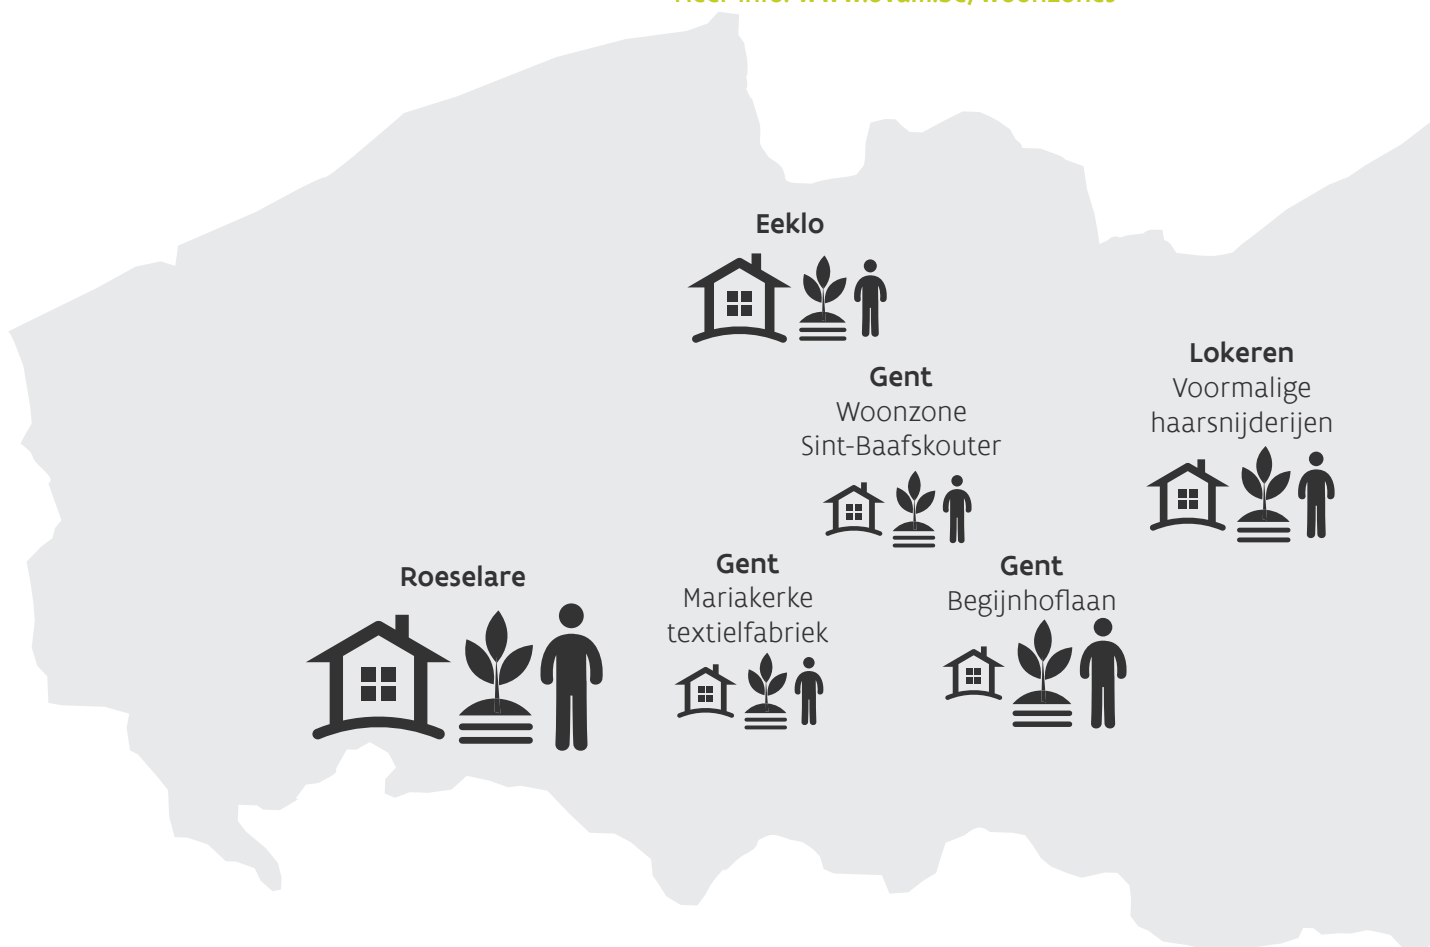 Eeklo
Gent
Woonzone
Sint-Baafskouter
Lokeren
Voormalige
haarsnijderijen
Roeselare
Gent
Mariakerke
textielfabriek
Gent
Begijnhoflaan